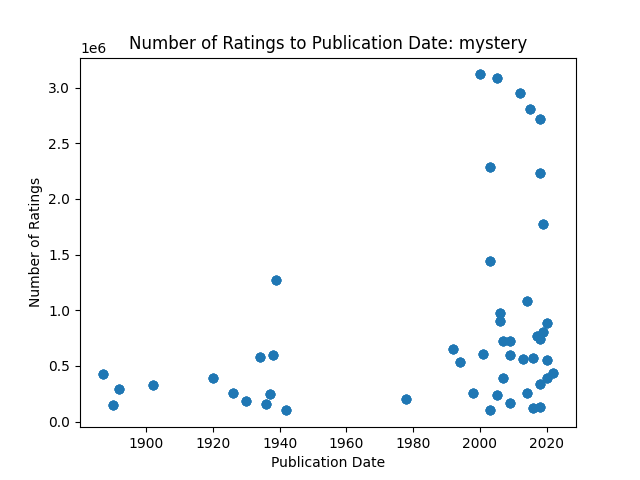 Number of Ratings to Publication Date: mystery
1e6
3.0
2.5
2.0
1.5
1.0
0.5
0.0
Number of Ratings
1900 1920 1940 1960 1980 2000 2020
Publication Date